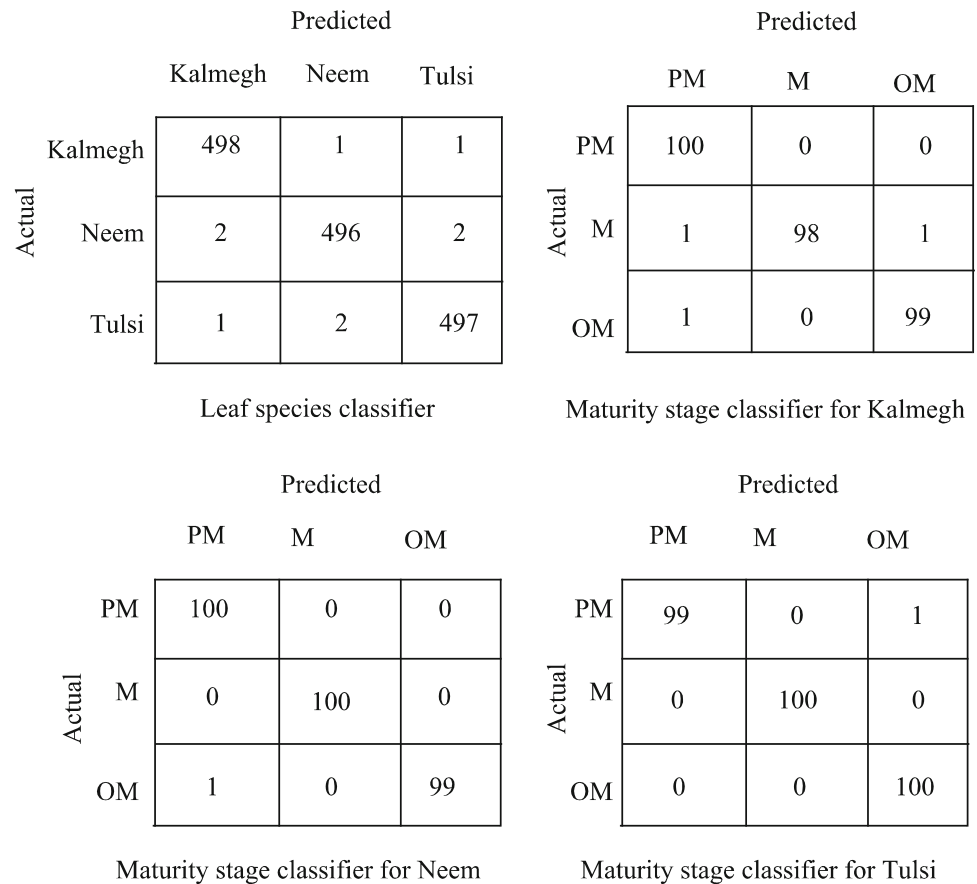 Predicted
Kalmegh Neem Tulsi
Kalmegh 498 1 1
Actual
Neem 2 496 2
Tulsi 1 2 497
Leaf species classifier
Predicted
PM M OM
PM 100 0 0
Actual
M 1 98 1
OM 1 0 99
Maturity stage classifier for Kalmegh
Predicted
PM M OM
PM 100 0 0
Actual
M 0 100 0
OM 1 0 99
Maturity stage classifier for Neem
Predicted
PM M OM
PM 99 0 1
Actual
M 0 100 0
OM 0 0 100
Maturity stage classifier for Tulsi